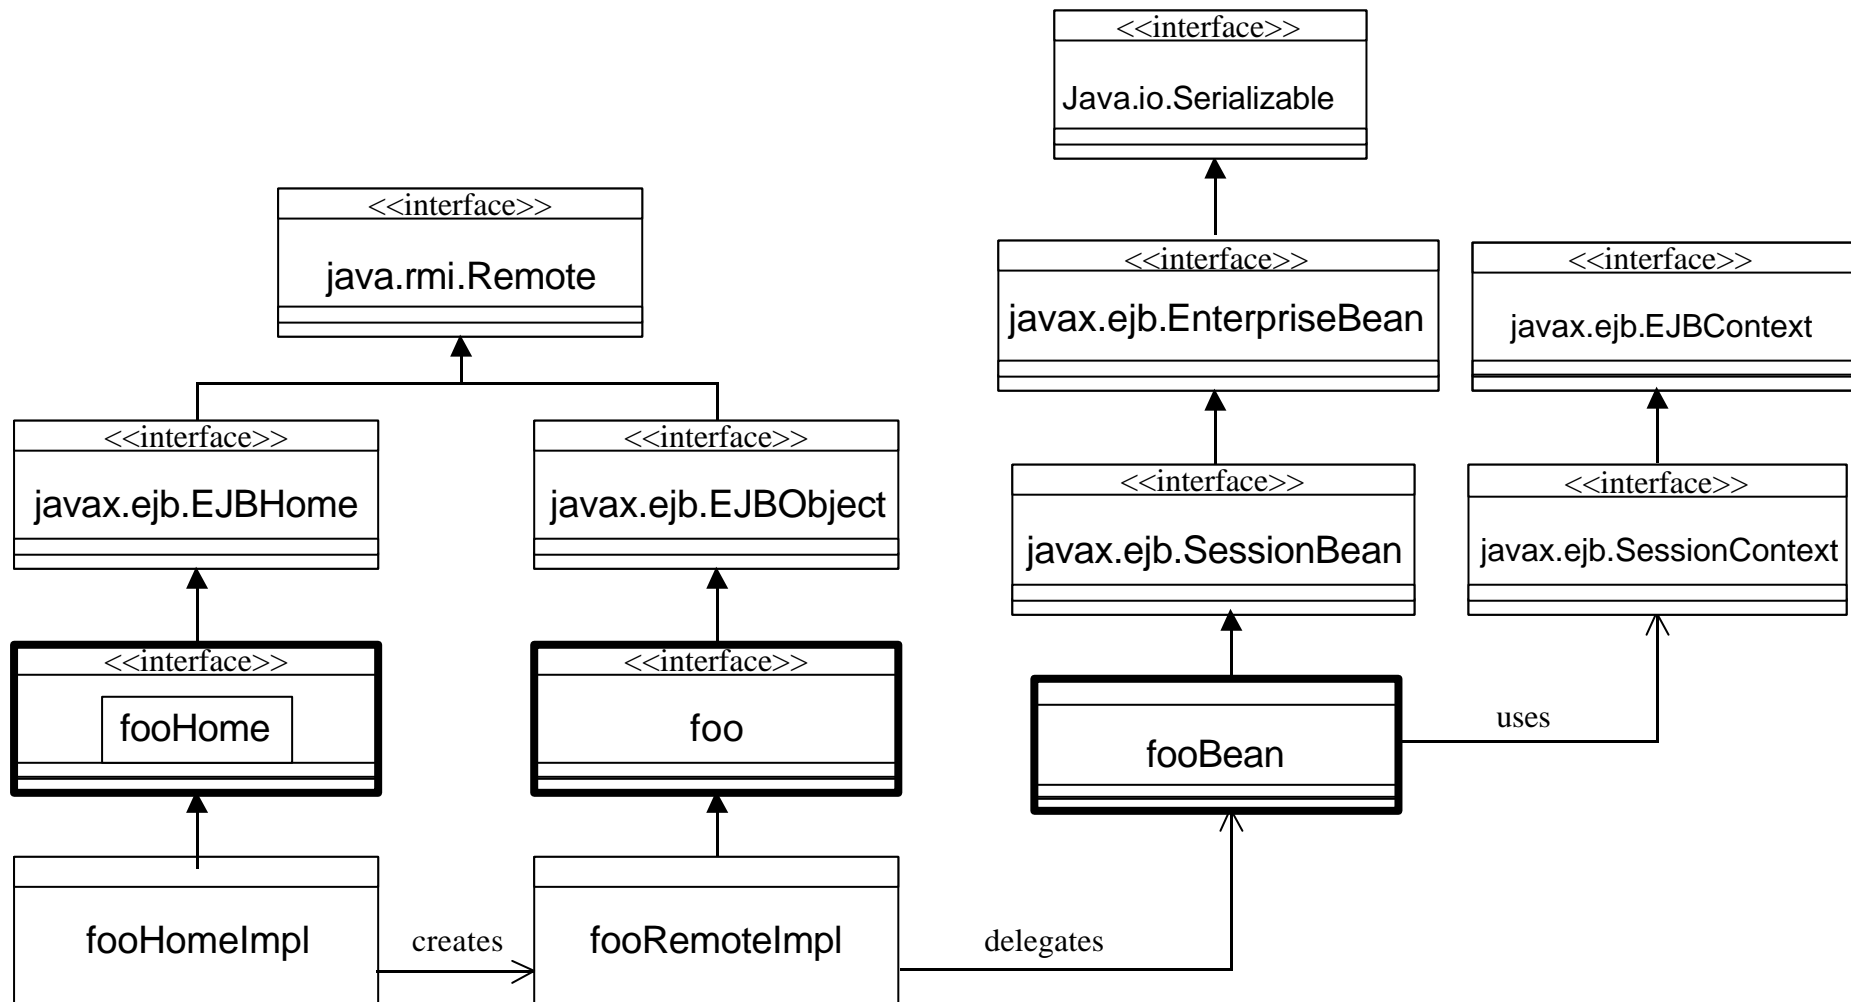 <<interface>>
Java.io.Serializable
<<interface>>
java.rmi.Remote
<<interface>>
javax.ejb.EnterpriseBean
<<interface>>
javax.ejb.EJBContext
<<interface>>
javax.ejb.EJBHome
<<interface>>
javax.ejb.EJBObject
<<interface>>
javax.ejb.SessionBean
<<interface>>
javax.ejb.SessionContext
<<interface>>
fooHome
<<interface>>
foo
fooBean
uses
fooHomeImpl
creates
fooRemoteImpl
delegates